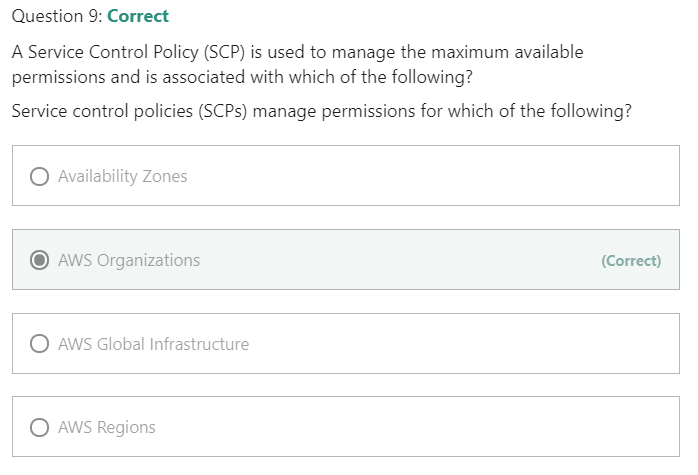 Question 9: Correct
A Service Control Policy (SCP) is used to manage the maximum available
permissions and is associated with which of the following?
Service control policies (SCPs) manage permissions for which of the following?
Availability Zones
AWS Organizations (Correct)
AWS Global Infrastructure
AWS Regions